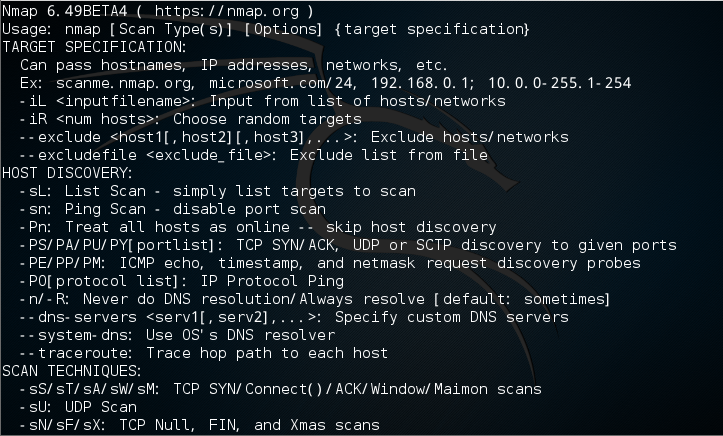 Nmap 6.49BETA4 ( https://nmap.org )
Usage: nmap [Scan Type(s)] [Options] {target specification}
TARGET SPECIFICATION:
  Can pass hostnames, IP addresses, networks, etc.
  Ex: scanme.nmap.org, microsoft.com/24, 192.168.0.1; 10.0.0-255.1-254
  -iL <inputfilename>: Input from list of hosts/networks
  -iR <num hosts>: Choose random targets
  --exclude <host1[,host2][,host3],...>: Exclude hosts/networks
  --excludefile <exclude_file>: Exclude list from file
HOST DISCOVERY:
  -sL: List Scan - simply list targets to scan
  -sn: Ping Scan - disable port scan
  -Pn: Treat all hosts as online -- skip host discovery
  -PS/PA/PU/PY[portlist]: TCP SYN/ACK, UDP or SCTP discovery to given ports
  -PE/PP/PM: ICMP echo, timestamp, and netmask request discovery probes
  -PO[protocol list]: IP Protocol Ping
  -n/-R: Never do DNS resolution/Always resolve [default: sometimes]
  --dns-servers <serv1[,serv2],...>: Specify custom DNS servers
  --system-dns: Use OS's DNS resolver
  --traceroute: Trace hop path to each host
SCAN TECHNIQUES:
  -sS/sT/sA/sW/sM: TCP SYN/Connect()/ACK/Window/Maimon scans
  -sU: UDP Scan
  -sN/sF/sX: TCP Null, FIN, and Xmas scans